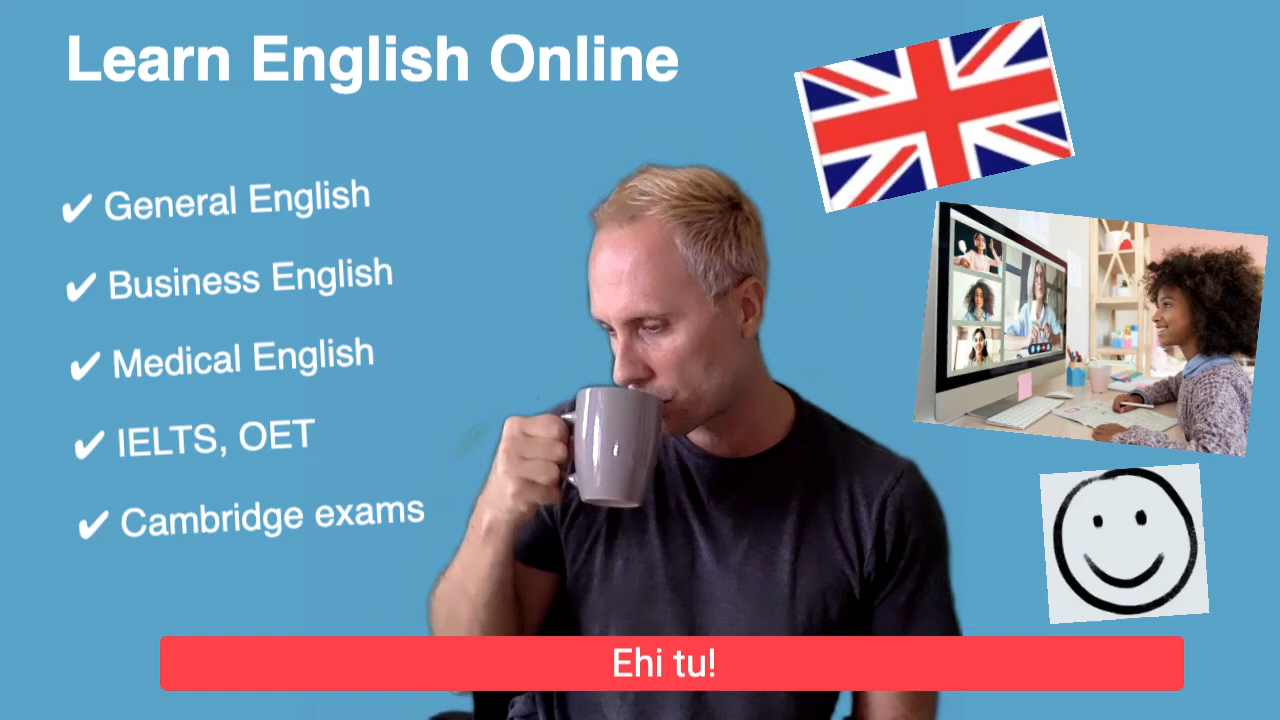 Learn English Online
✔ General English
✔ Business English
✔ Medical English
✔ IELTS, OET
✔ Cambridge exams
Ehi tu!